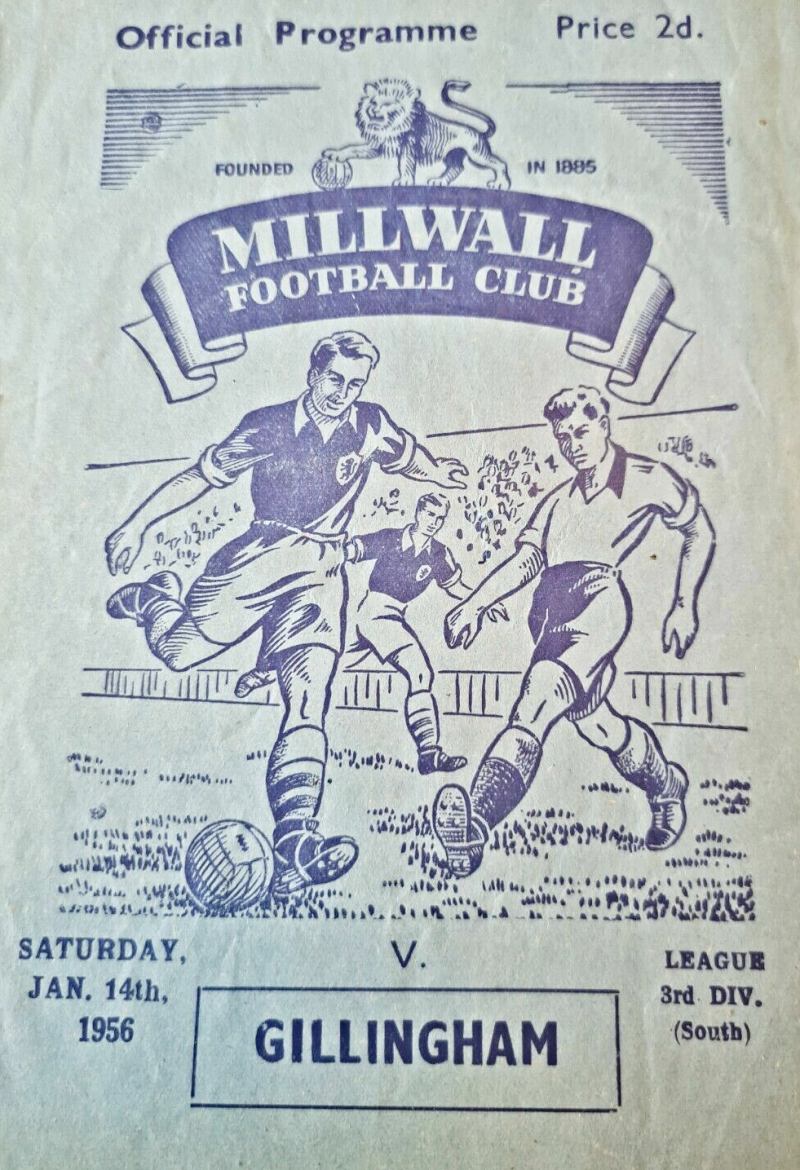 Official Programme Price 2d.
FOUNDED IN 1885
MILLWALL
FOOTBALL CLUB
SATURDAY,
JAN. 14th,
1956
V.
GILLINGHAM
LEAGUE
3rd DIV.
(South)